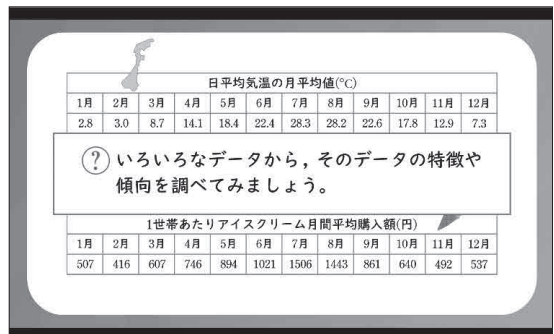 日平均気温の月平均値(℃)
1月 2月 3月 4月 5月 6月 7月 8月 9月 10月 11月 12月
2.8 3.0 8.7 14.1 18.4 22.4 28.3 28.2 22.6 17.8 12.9 7.3
? いろいろなデータから，そのデータの特徴や
傾向を調べてみましょう。
1世帯あたりアイスクリーム月間平均購入額(円)
1月 2月 3月 4月 5月 6月 7月 8月 9月 10月 11月 12月
507 416 607 746 894 1021 1506 1443 861 640 492 537